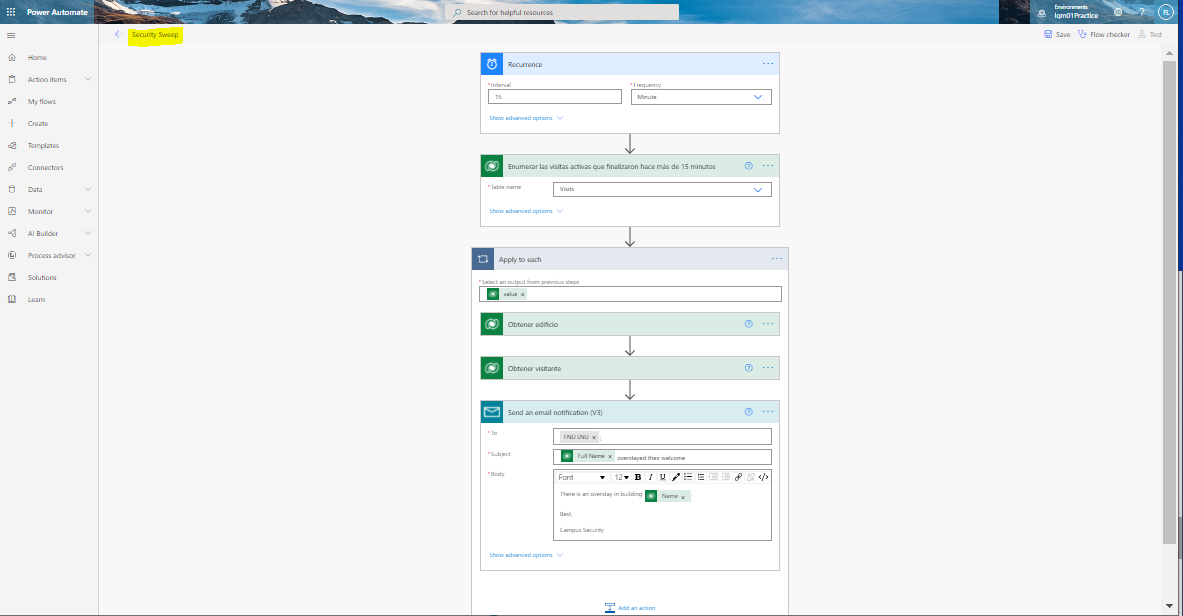 Power Automate
Search for helpful resources
Environments
lqm01Practice
?
FL
Security Sweep
Save
Flow checker
Test
Home
Action items
My flows
Create
Templates
Connectors
Data
Monitor
AI Builder
Process advisor
Solutions
Learn
Recurrence
...
*Interval
*Frequency
15
Minute
Show advanced options
Enumerar las visitas activas que finalizaron hace más de 15 minutos
...
*Table name
Visits
Show advanced options
Apply to each
...
*Select an output from previous steps
value x
Obtener edificio
...
Obtener visitante
...
Send an email notification (V3)
...
*To
FNU LNU x ;
*Subject
Full Name x overstayed their welcome
*Body
Font 12 B I U </>
There is an overstay in building Name x .
Best,
Campus Security
Show advanced options
Add an action